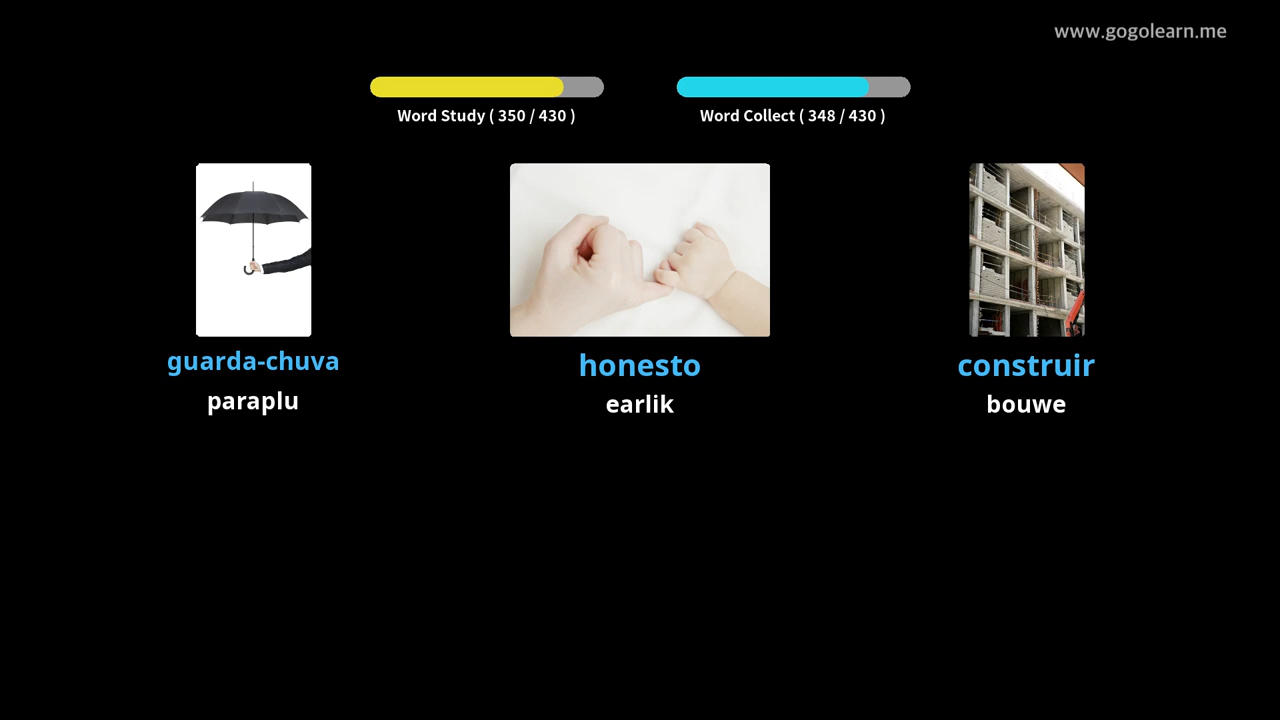 www.gogolearn.me
Word Study ( 350 / 430 )
Word Collect ( 348 / 430 )
guarda-chuva
paraplu
honesto
earlik
construir
bouwe